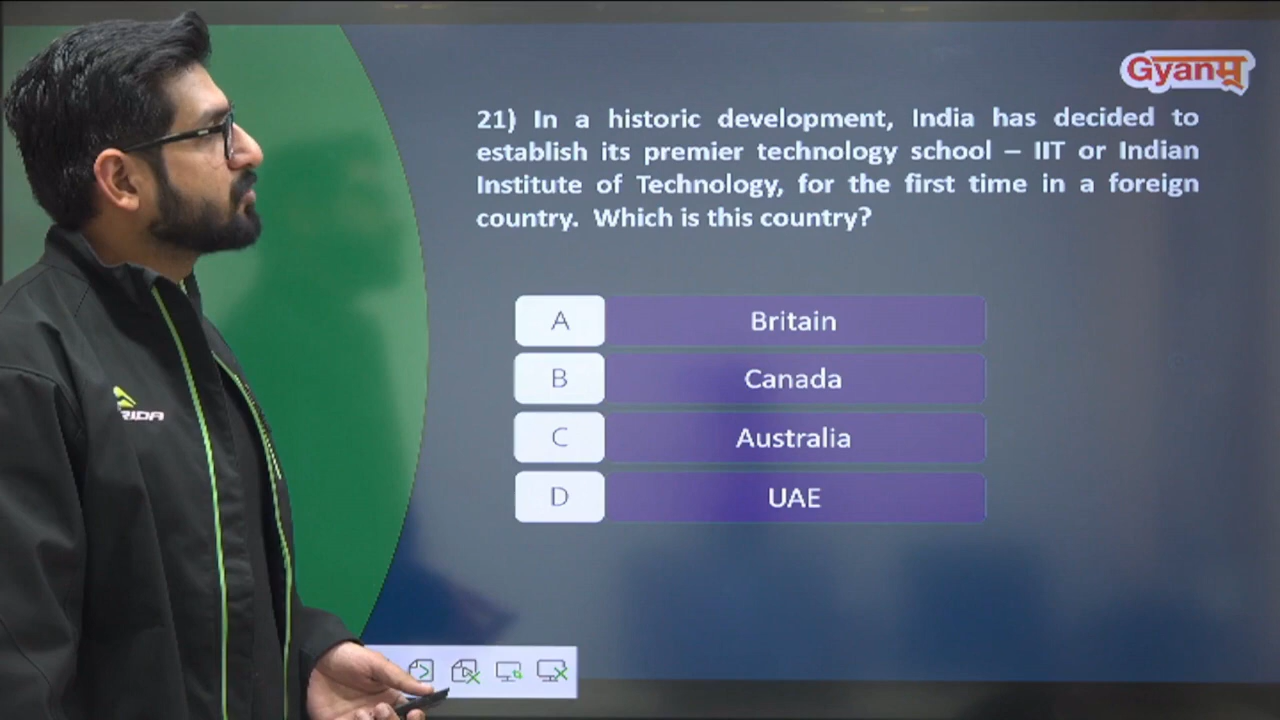 Gyanम्
21) In a historic development, India has decided to
establish its premier technology school – IIT or Indian
Institute of Technology, for the first time in a foreign
country. Which is this country?
A Britain
B Canada
C Australia
D UAE
RIDA